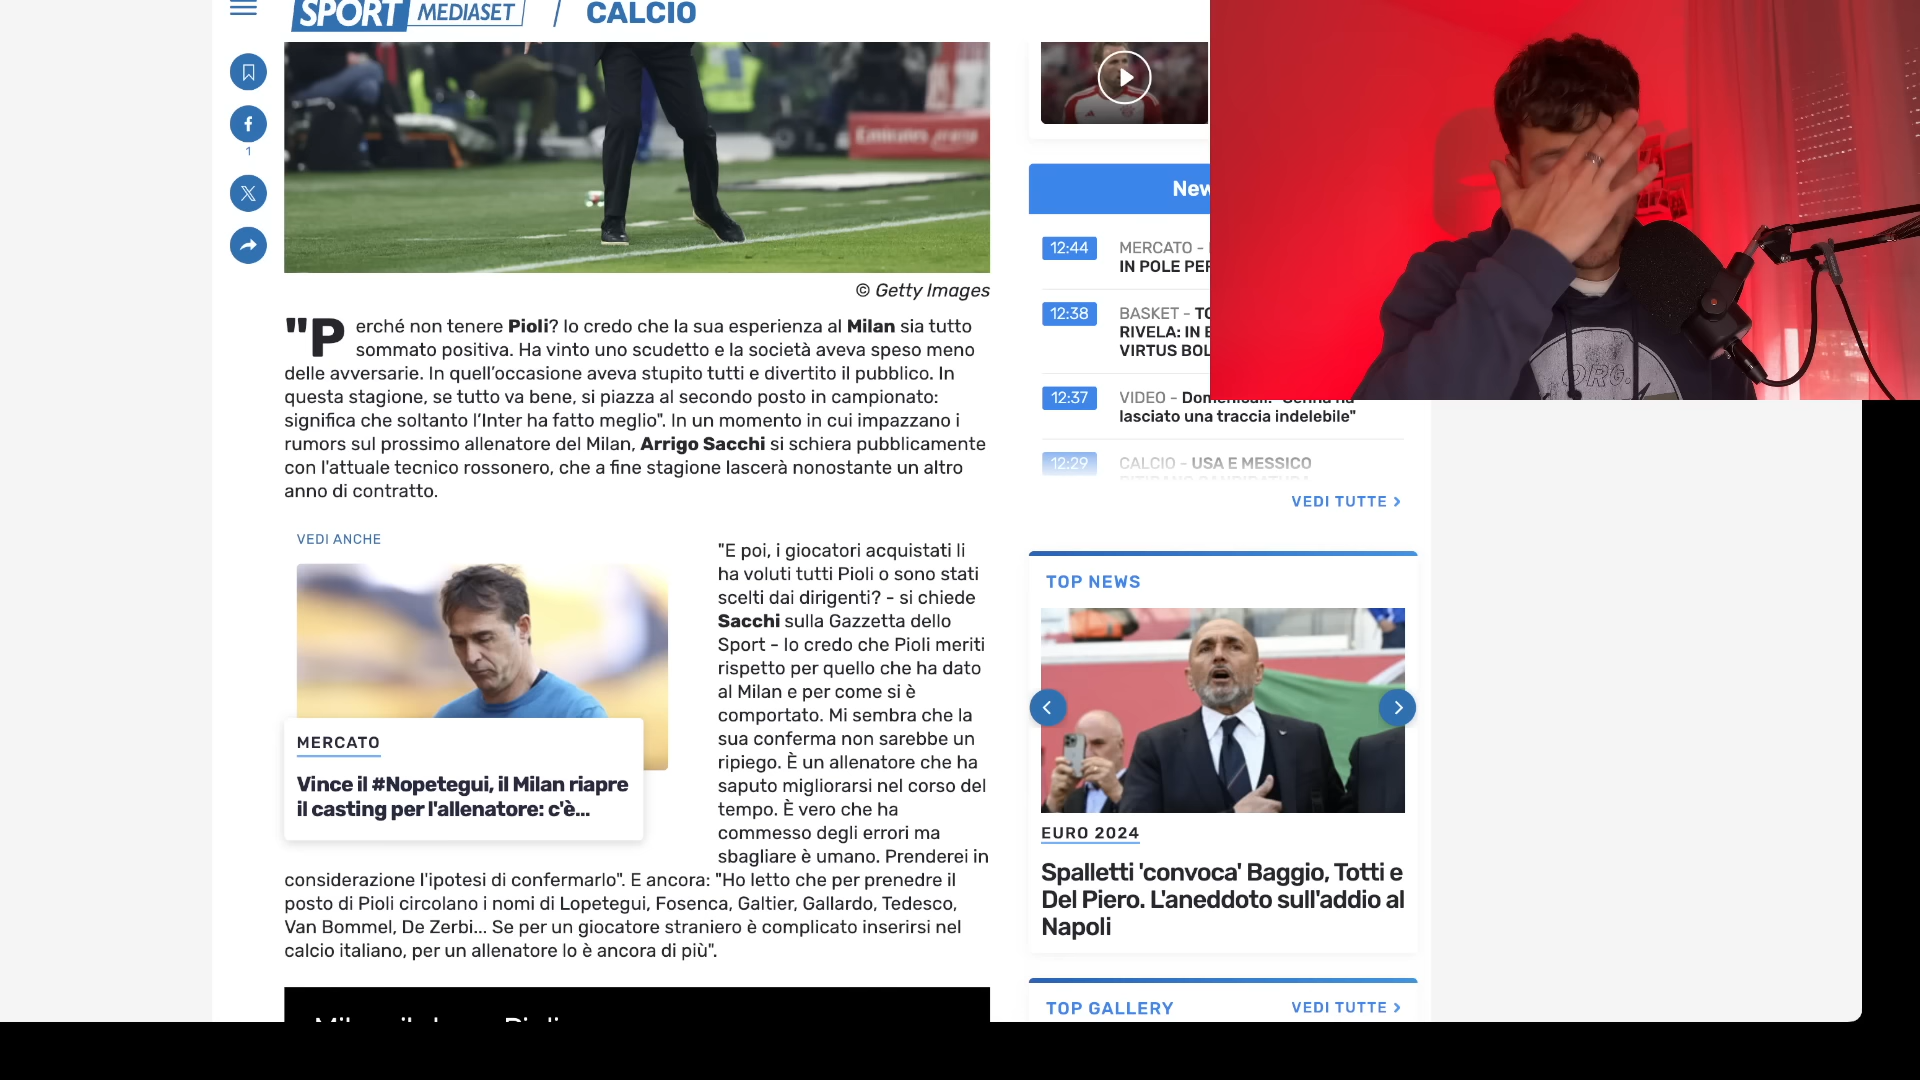 SPORT MEDIASET / CALCIO
1
© Getty Images
"Perché non tenere Pioli? Io credo che la sua esperienza al Milan sia tutto
sommato positiva. Ha vinto uno scudetto e la società aveva speso meno
delle avversarie. In quell'occasione aveva stupito tutti e divertito il pubblico. In
questa stagione, se tutto va bene, si piazza al secondo posto in campionato:
significa che soltanto l'Inter ha fatto meglio". In un momento in cui impazzano i
rumors sul prossimo allenatore del Milan, Arrigo Sacchi si schiera pubblicamente
con l'attuale tecnico rossonero, che a fine stagione lascerà nonostante un altro
anno di contratto.
VEDI ANCHE
MERCATO
Vince il #Nopetegui, il Milan riapre
il casting per l'allenatore: c'è...
"E poi, i giocatori acquistati li
ha voluti tutti Pioli o sono stati
scelti dai dirigenti? - si chiede
Sacchi sulla Gazzetta dello
Sport - Io credo che Pioli meriti
rispetto per quello che ha dato
al Milan e per come si è
comportato. Mi sembra che la
sua conferma non sarebbe un
ripiego. È un allenatore che ha
saputo migliorarsi nel corso del
tempo. È vero che ha
commesso degli errori ma
sbagliare è umano. Prenderei in
considerazione l'ipotesi di confermarlo". E ancora: "Ho letto che per prenedre il
posto di Pioli circolano i nomi di Lopetegui, Fosenca, Galtier, Gallardo, Tedesco,
Van Bommel, De Zerbi... Se per un giocatore straniero è complicato inserirsi nel
calcio italiano, per un allenatore lo è ancora di più".
New
12:44
MERCATO -
IN POLE PER
12:38
BASKET - TO
RIVELA: IN
VIRTUS BOL
12:37
VIDEO -
lasciato una traccia indelebile"
12:29
CALCIO - USA E MESSICO
VEDI TUTTE >
TOP NEWS
EURO 2024
Spalletti 'convoca' Baggio, Totti e
Del Piero. L'aneddoto sull'addio al
Napoli
TOP GALLERY
VEDI TUTTE >
ORG.